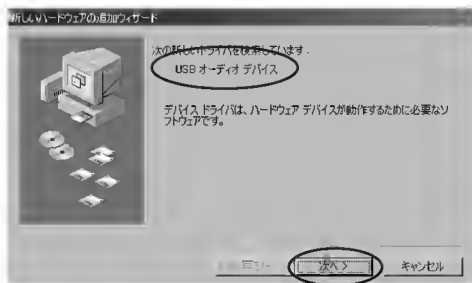 新しいハードウェアの追加ウィザード
次の新しいドライバを検索しています.
USB オーディオ デバイス
デバイス ドライバは、ハードウェア デバイスが動作するために必要なソ
フトウェアです。
次へ >
キャンセル